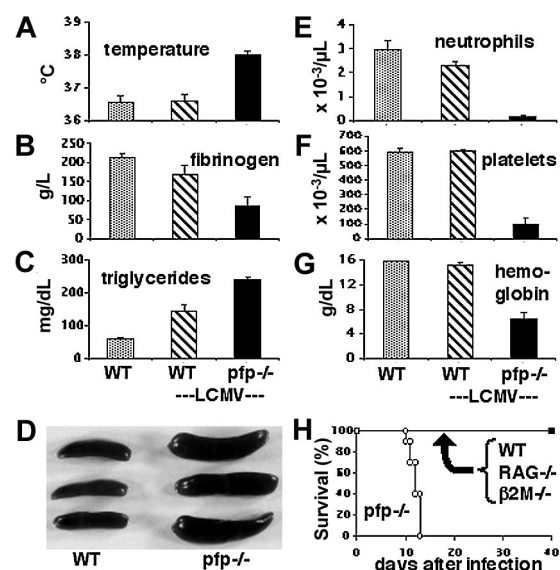 A
temperature
°C
38
37
36
B
fibrinogen
g/L
250
200
150
100
50
0
C
triglycerides
mg/dL
300
200
100
0
WT WT pfp-/-
---LCMV---
D
WT pfp-/-
E
neutrophils
x 10⁻³/µL
4
3
2
1
0
F
platelets
x 10⁻³/µL
700
600
500
400
300
200
100
0
G
hemo-
globin
g/dL
16
12
8
4
0
WT WT pfp-/-
---LCMV---
H
Survival (%)
100
80
60
40
20
0
WT
RAG-/-
β2M-/-
pfp-/-
0 10 20 30 40
days after infection